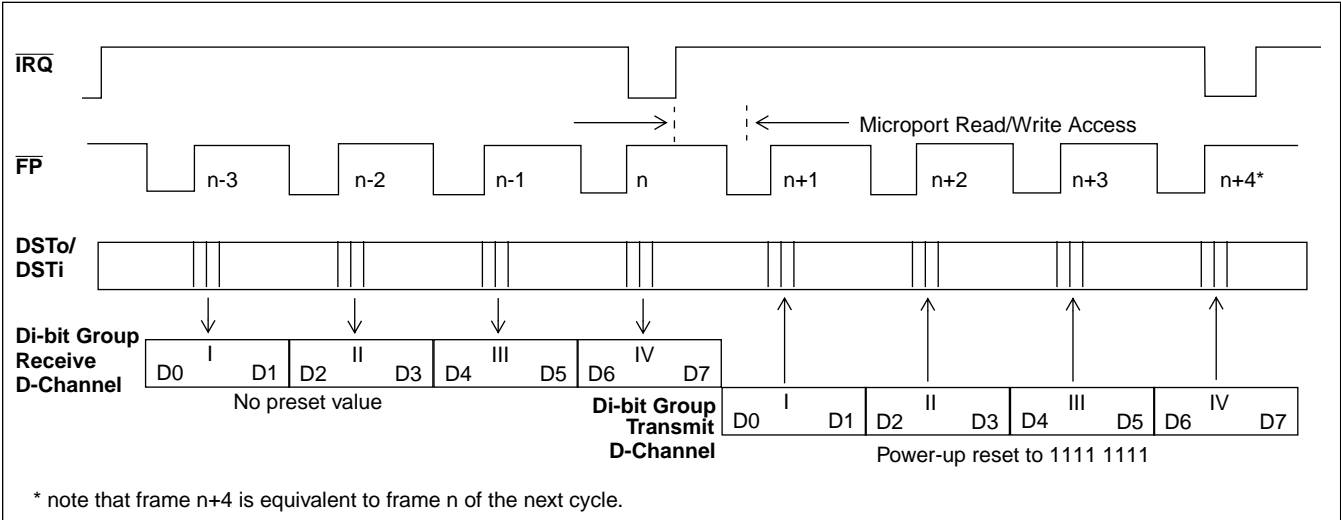 IRQ
Microport Read/Write Access
FP
n-3 n-2 n-1 n n+1 n+2 n+3 n+4*
DSTo/
DSTi
Di-bit Group
Receive
D-Channel
I II III IV
D0 D1 D2 D3 D4 D5 D6 D7
No preset value
Di-bit Group
Transmit
D-Channel
I II III IV
D0 D1 D2 D3 D4 D5 D6 D7
Power-up reset to 1111 1111
* note that frame n+4 is equivalent to frame n of the next cycle.